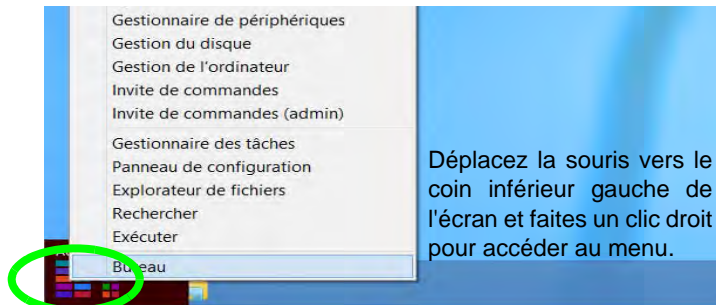 Gestionnaire de périphériques
Gestion du disque
Gestion de l'ordinateur
Invite de commandes
Invite de commandes (admin)
Gestionnaire des tâches
Panneau de configuration
Explorateur de fichiers
Rechercher
Exécuter
Bureau
Déplacez la souris vers le
coin inférieur gauche de
l'écran et faites un clic droit
pour accéder au menu.